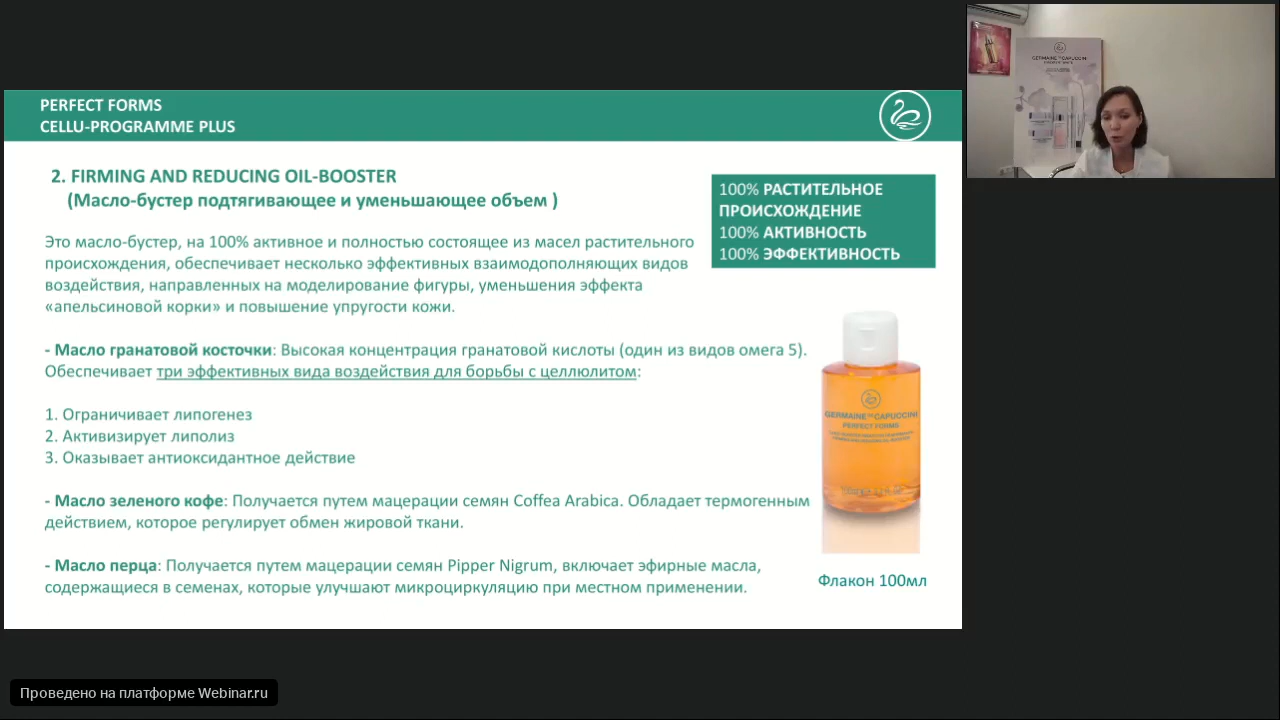 PERFECT FORMS
CELLU-PROGRAMME PLUS
2. FIRMING AND REDUCING OIL-BOOSTER
(Масло-бустер подтягивающее и уменьшающее объем )
100% РАСТИТЕЛЬНОЕ
ПРОИСХОЖДЕНИЕ
100% АКТИВНОСТЬ
100% ЭФФЕКТИВНОСТЬ
Это масло-бустер, на 100% активное и полностью состоящее из масел растительного
происхождения, обеспечивает несколько эффективных взаимодополняющих видов
воздействия, направленных на моделирование фигуры, уменьшения эффекта
«апельсиновой корки» и повышение упругости кожи.
- Масло гранатовой косточки: Высокая концентрация гранатовой кислоты (один из видов омега 5).
Обеспечивает три эффективных вида воздействия для борьбы с целлюлитом:
1. Ограничивает липогенез
2. Активизирует липолиз
3. Оказывает антиоксидантное действие
- Масло зеленого кофе: Получается путем мацерации семян Coffea Arabica. Обладает термогенным
действием, которое регулирует обмен жировой ткани.
- Масло перца: Получается путем мацерации семян Pipper Nigrum, включает эфирные масла,
содержащиеся в семенах, которые улучшают микроциркуляцию при местном применении.
GERMAINE DE CAPUCCINI
PERFECT FORMS
Флакон 100мл
GERMAINE DE CAPUCCINI
Проведено на платформе Webinar.ru